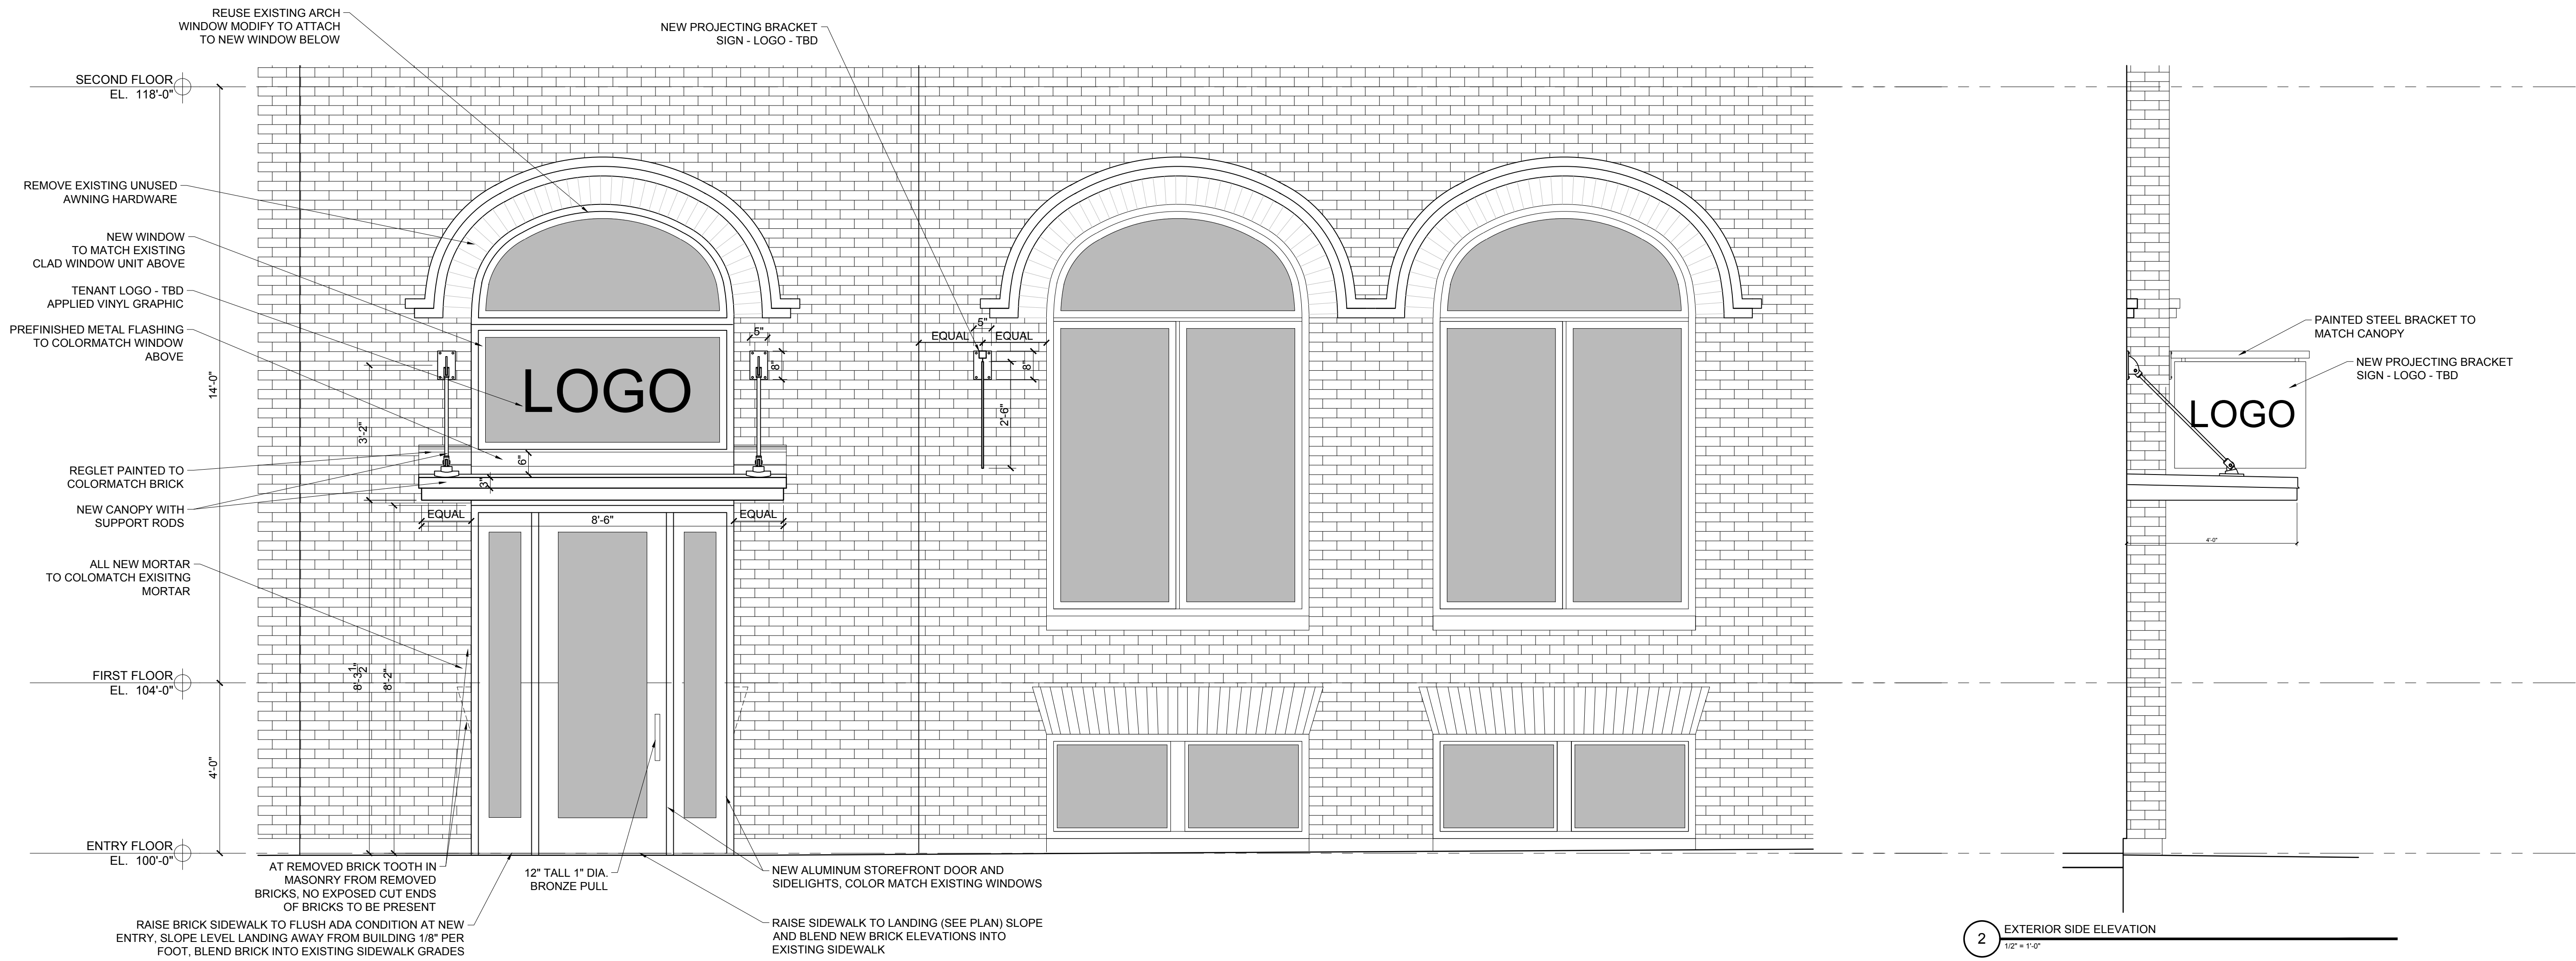 REUSE EXISTING ARCH
WINDOW MODIFY TO ATTACH
TO NEW WINDOW BELOW
NEW PROJECTING BRACKET
SIGN - LOGO - TBD
SECOND FLOOR
EL. 118'-0"
REMOVE EXISTING UNUSED
AWNING HARDWARE
NEW WINDOW
TO MATCH EXISTING
CLAD WINDOW UNIT ABOVE
TENANT LOGO - TBD
APPLIED VINYL GRAPHIC
PREFINISHED METAL FLASHING
TO COLORMATCH WINDOW
ABOVE
14'-0"
REGLET PAINTED TO
COLORMATCH BRICK
NEW CANOPY WITH
SUPPORT RODS
ALL NEW MORTAR
TO COLOMATCH EXISITNG
MORTAR
FIRST FLOOR
EL. 104'-0"
4'-0"
ENTRY FLOOR
EL. 100'-0"
3'-2"
8'-3 1/2"
8'-2"
LOGO
5"
8"
6"
3"
EQUAL
8'-6"
EQUAL
5"
EQUAL
EQUAL
8"
2'-6"
AT REMOVED BRICK TOOTH IN
MASONRY FROM REMOVED
BRICKS, NO EXPOSED CUT ENDS
OF BRICKS TO BE PRESENT
RAISE BRICK SIDEWALK TO FLUSH ADA CONDITION AT NEW
ENTRY, SLOPE LEVEL LANDING AWAY FROM BUILDING 1/8" PER
FOOT, BLEND BRICK INTO EXISTING SIDEWALK GRADES
12" TALL 1" DIA.
BRONZE PULL
NEW ALUMINUM STOREFRONT DOOR AND
SIDELIGHTS, COLOR MATCH EXISTING WINDOWS
RAISE SIDEWALK TO LANDING (SEE PLAN) SLOPE
AND BLEND NEW BRICK ELEVATIONS INTO
EXISTING SIDEWALK
PAINTED STEEL BRACKET TO
MATCH CANOPY
NEW PROJECTING BRACKET
SIGN - LOGO - TBD
LOGO
4'-0"
2
EXTERIOR SIDE ELEVATION
1/2" = 1'-0"